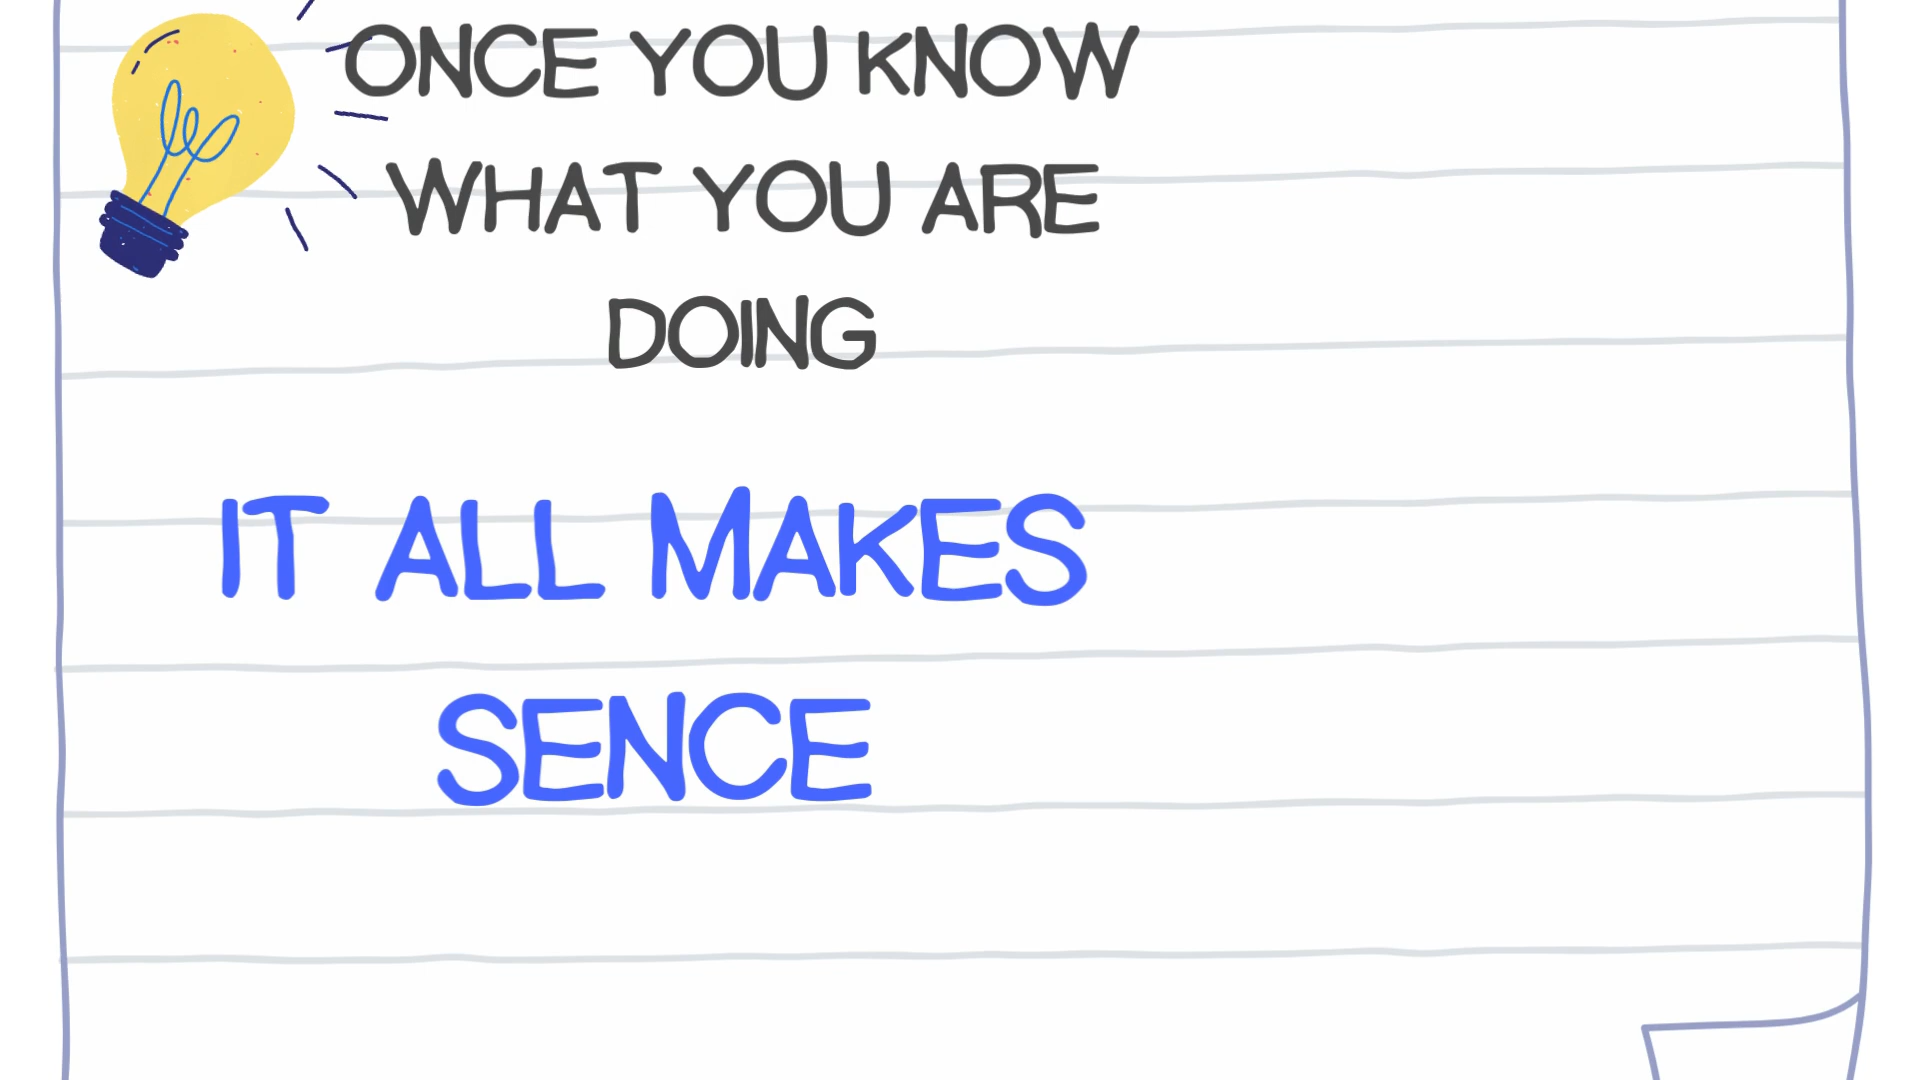 ONCE YOU KNOW
WHAT YOU ARE
DOING
IT ALL MAKES
SENCE